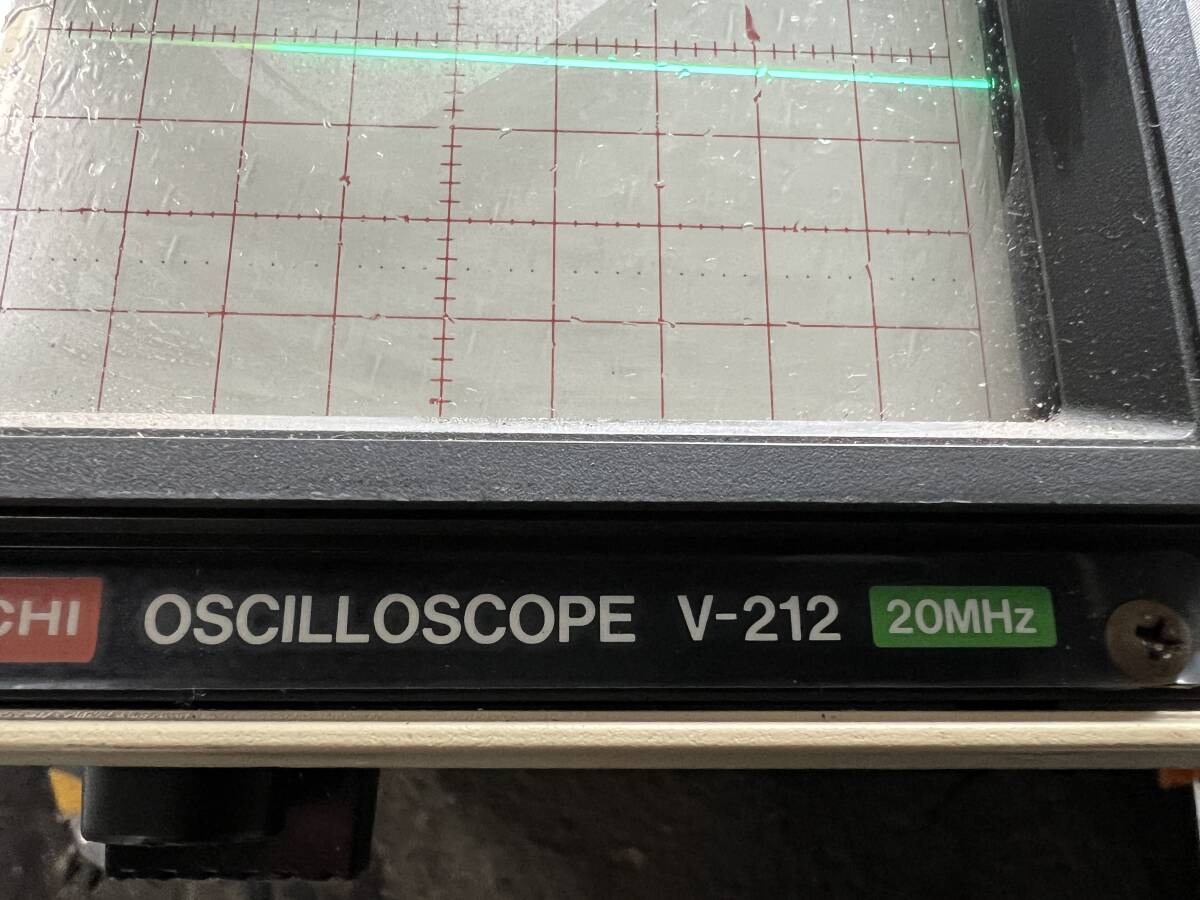 CHI OSCILLOSCOPE V-212 20MHz